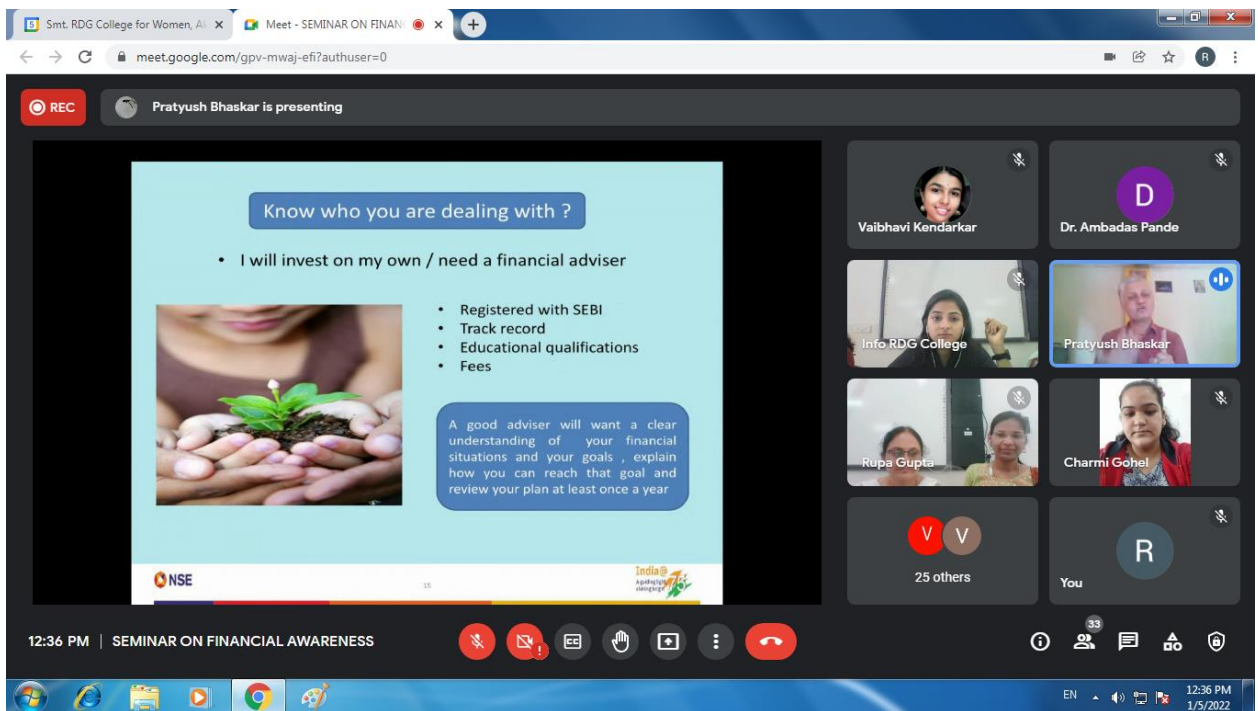 Smt. RDG College for Women, A
Meet - SEMINAR ON FINAN
meet.google.com/gpv-mwaj-efi?authuser=0
R
REC
Pratyush Bhaskar is presenting
Know who you are dealing with ?
• I will invest on my own / need a financial adviser
• Registered with SEBI
• Track record
• Educational qualifications
• Fees
A good adviser will want a clear
understanding of your financial
situations and your goals , explain
how you can reach that goal and
review your plan at least once a year
NSE
15
India@
Vaibhavi Kendarkar
D
Dr. Ambadas Pande
Info RDG College
Pratyush Bhaskar
Rupa Gupta
Charmi Gohel
V V
25 others
R
You
12:36 PM | SEMINAR ON FINANCIAL AWARENESS
CC
33
EN
12:36 PM
1/5/2022